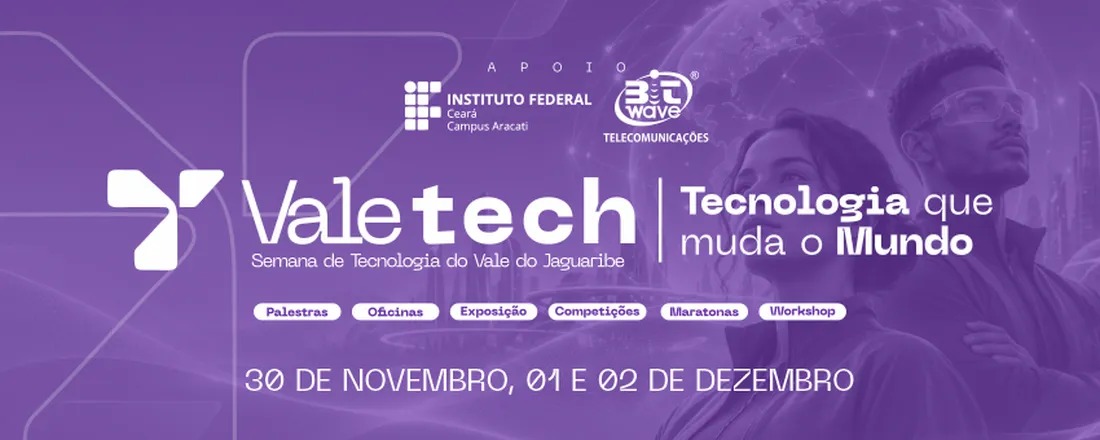 APOIO
INSTITUTO FEDERAL
Ceará
Campus Aracati
BIT ®
wave
TELECOMUNICAÇÕES
Valetech
Semana de Tecnologia do Vale do Jaguaribe
Tecnologia que
muda o Mundo
Palestras Oficinas Exposição Competições Maratonas Workshop
30 DE NOVEMBRO, 01 E 02 DE DEZEMBRO